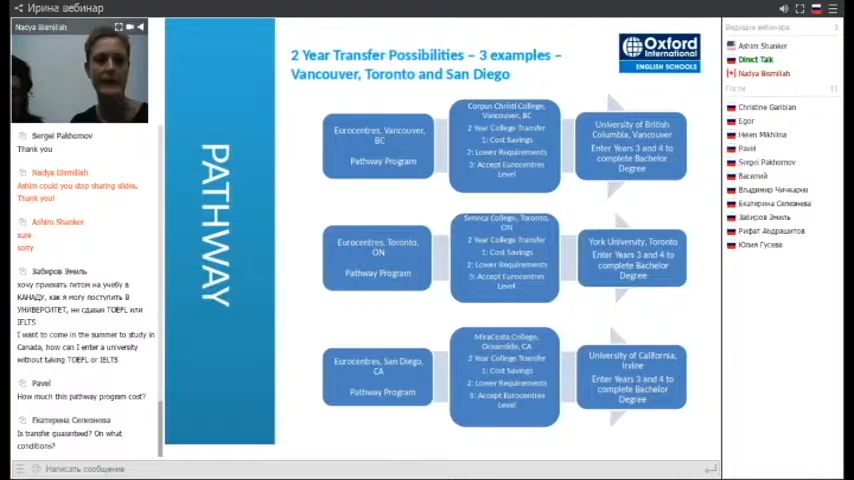 Ирина вебинар
Nadya Bismillah
Sergei Pakhomov
Thank you
Nadya Bismillah
Ashim could you stop sharing slides.
Thank you!
Ashim Shanker
sure
sorry
Забиров Эмиль
хочу приехать летом на учебу в
КАНАДУ, как я могу поступить В
УНИВЕРСИТЕТ, ни сдавая TOEFL или
IFLTS
I want to come in the summer to study in
Canada, how can I enter a university
without taking TOEFL or IELTS
Pavel
How much this pathway program cost?
Екатерина Селезнева
Is transfer guaranteed? On what
conditions?
Написать сообщение
PATHWAY
2 Year Transfer Possibilities – 3 examples –
Vancouver, Toronto and San Diego
Oxford
International
ENGLISH SCHOOLS
Eurocentres, Vancouver,
BC
Pathway Program
Corpus Christi College,
Vancouver, BC
2 Year College Transfer
1: Cost Savings
2: Lower Requirements
3: Accept Eurocentres
Level
University of British
Columbia, Vancouver
Enter Years 3 and 4 to
complete Bachelor
Degree
Eurocentres, Toronto,
ON
Pathway Program
Seneca College, Toronto,
ON
2 Year College Transfer
1: Cost Savings
2: Lower Requirements
3: Accept Eurocentres
Level
York University, Toronto
Enter Years 3 and 4 to
complete Bachelor
Degree
Eurocentres, San Diego,
CA
Pathway Program
MiraCosta College,
Oceanside, CA
2 Year College Transfer
1: Cost Savings
2: Lower Requirements
3: Accept Eurocentres
Level
University of California,
Irvine
Enter Years 3 and 4 to
complete Bachelor
Degree
Ведущие вебинара
Ashim Shanker
Direct Talk
Nadya Bismillah
Гости
Christine Garibian
Egor
Helen Mikhlina
Pavel
Sergei Pakhomov
Василий
Владимир Чичкарно
Екатерина Селезнева
Забиров Эмиль
Рифат Абдрашитов
Юлия Гусева